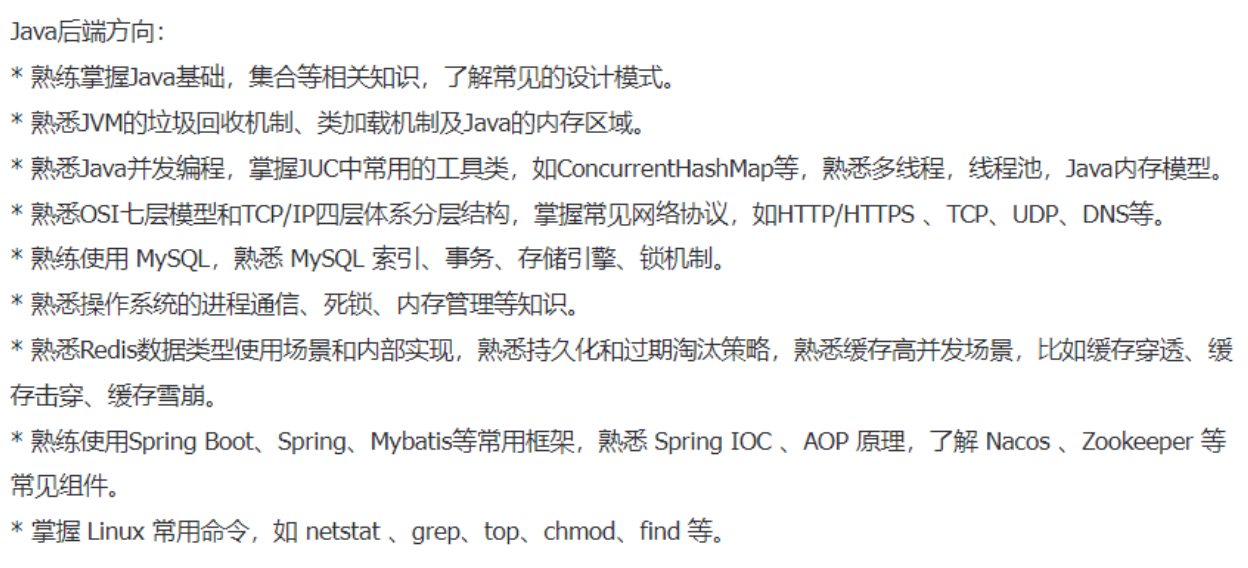 Java后端方向：
* 熟练掌握Java基础，集合等相关知识，了解常见的设计模式。
* 熟悉JVM的垃圾回收机制、类加载机制及Java的内存区域。
* 熟悉Java并发编程，掌握JUC中常用的工具类，如ConcurrentHashMap等，熟悉多线程，线程池，Java内存模型。
* 熟悉OSI七层模型和TCP/IP四层体系分层结构，掌握常见网络协议，如HTTP/HTTPS 、TCP、UDP、DNS等。
* 熟练使用 MySQL，熟悉 MySQL 索引、事务、存储引擎、锁机制。
* 熟悉操作系统的进程通信、死锁、内存管理等知识。
* 熟悉Redis数据类型使用场景和内部实现，熟悉持久化和过期淘汰策略，熟悉缓存高并发场景，比如缓存穿透、缓
存击穿、缓存雪崩。
* 熟练使用Spring Boot、Spring、Mybatis等常用框架，熟悉 Spring IOC 、AOP 原理，了解 Nacos 、Zookeeper 等
常见组件。
* 掌握 Linux 常用命令，如 netstat 、grep、top、chmod、find 等。